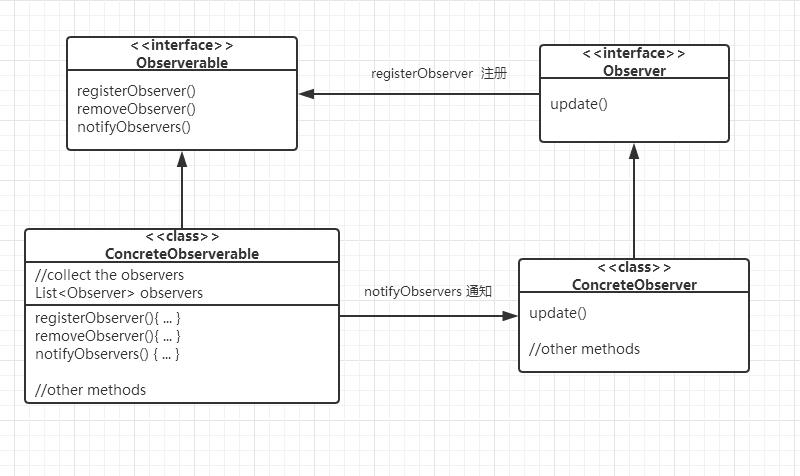 <<interface>>
Observerable
registerObserver()
removeObserver()
notifyObservers()
registerObserver 注册
<<interface>>
Observer
update()
<<class>>
ConcreteObserverable
//collect the observers
List<Observer> observers
registerObserver(){ ... }
removeObserver(){ ... }
notifyObservers() { ... }
//other methods
notifyObservers 通知
<<class>>
ConcreteObserver
update()
//other methods